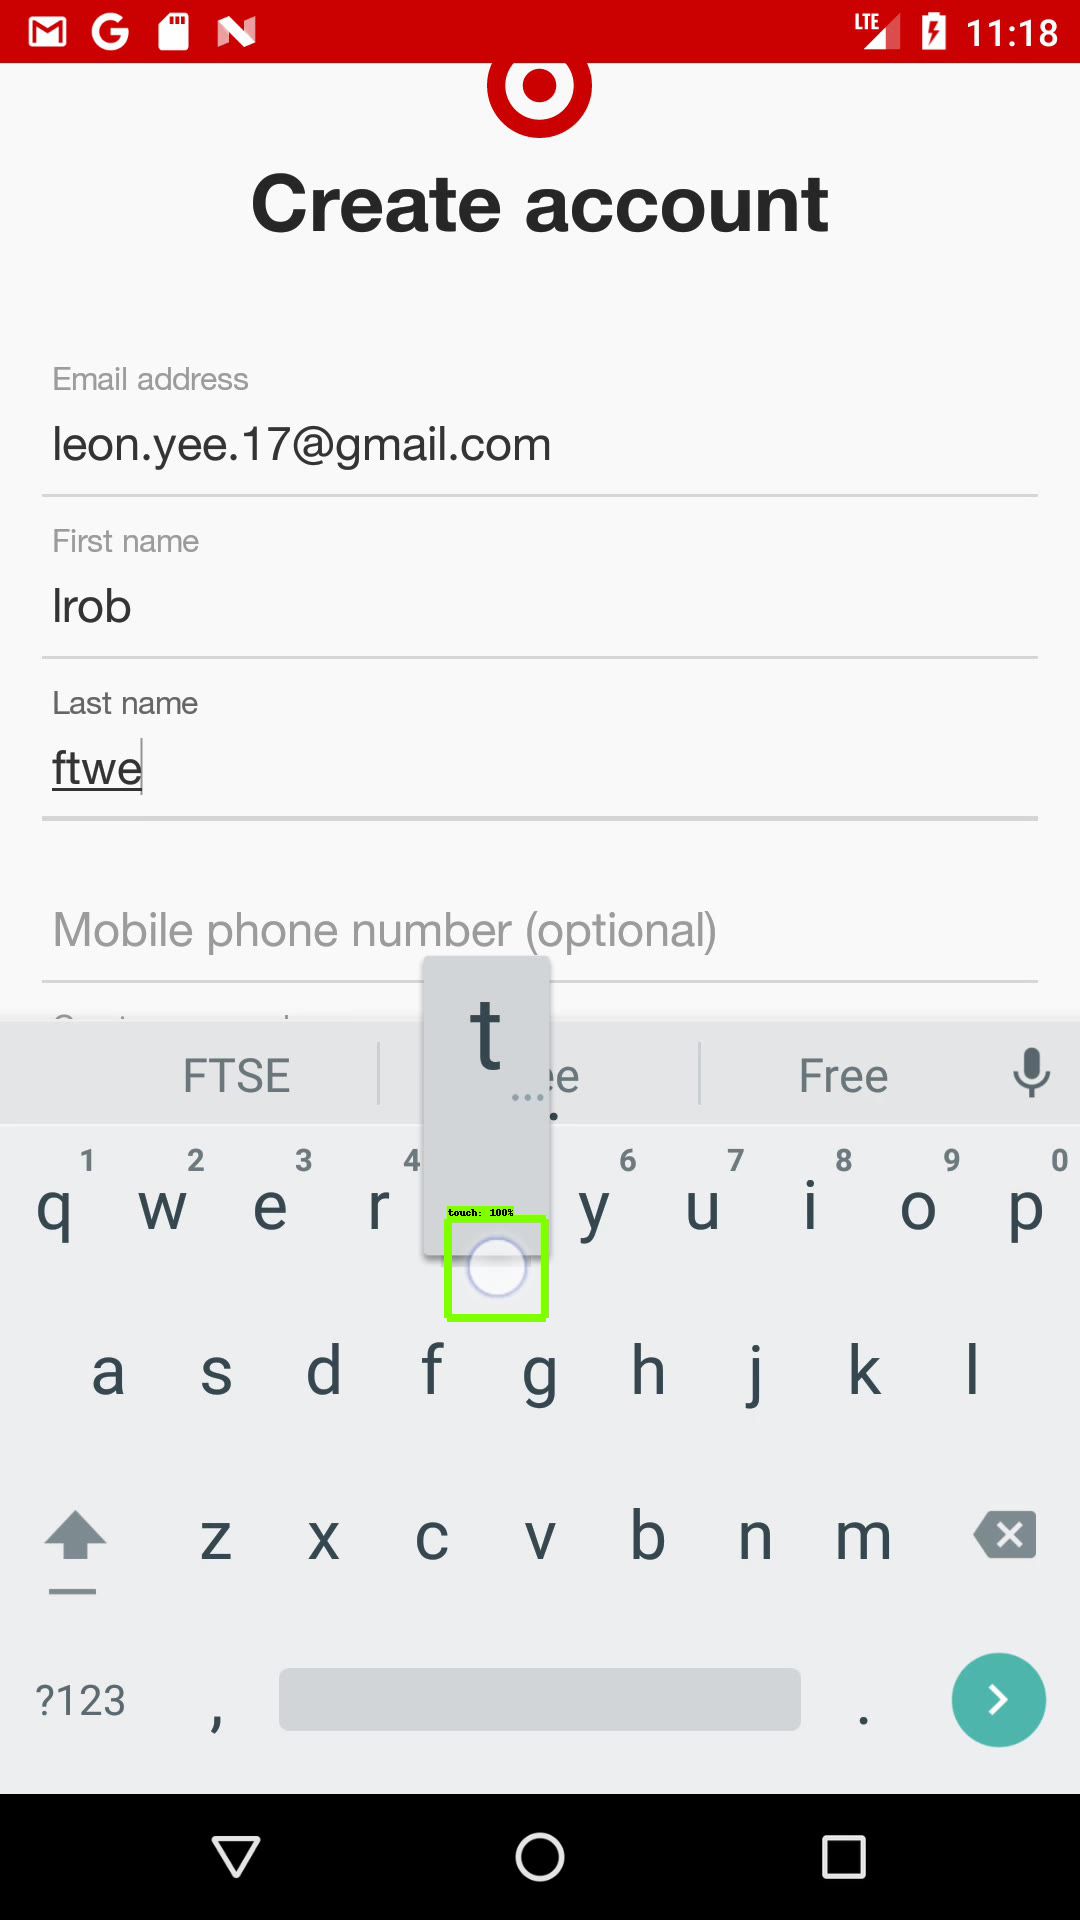 LTE 11:18
Create account
Email address
leon.yee.17@gmail.com
First name
lrob
Last name
ftwe
Mobile phone number (optional)
t
FTSE Free
touch: 100%
1 2 3 4 6 7 8 9 0
q w e r y u i o p
a s d f g h j k l
z x c v b n m
?123 , .